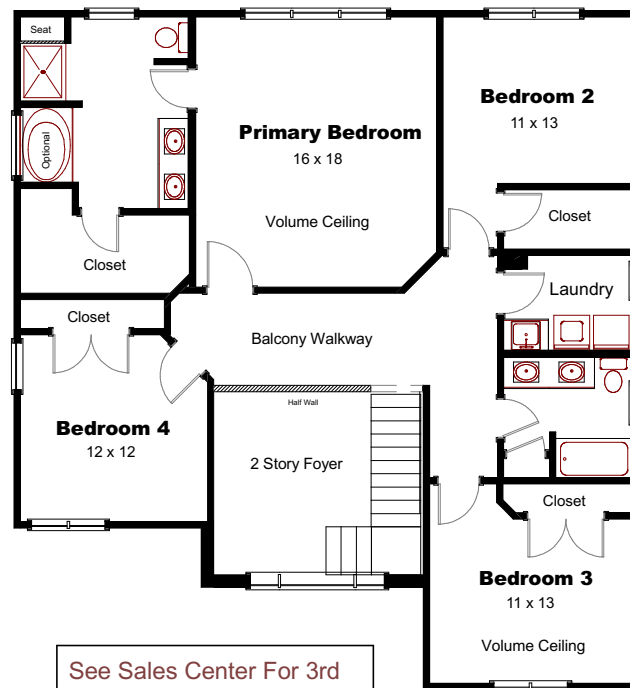 Seat
Optional
Primary Bedroom
16 x 18
Volume Ceiling
Bedroom 2
11 x 13
Closet
Closet
Laundry
Closet
Balcony Walkway
Half Wall
Bedroom 4
12 x 12
2 Story Foyer
Closet
Bedroom 3
11 x 13
Volume Ceiling
See Sales Center For 3rd